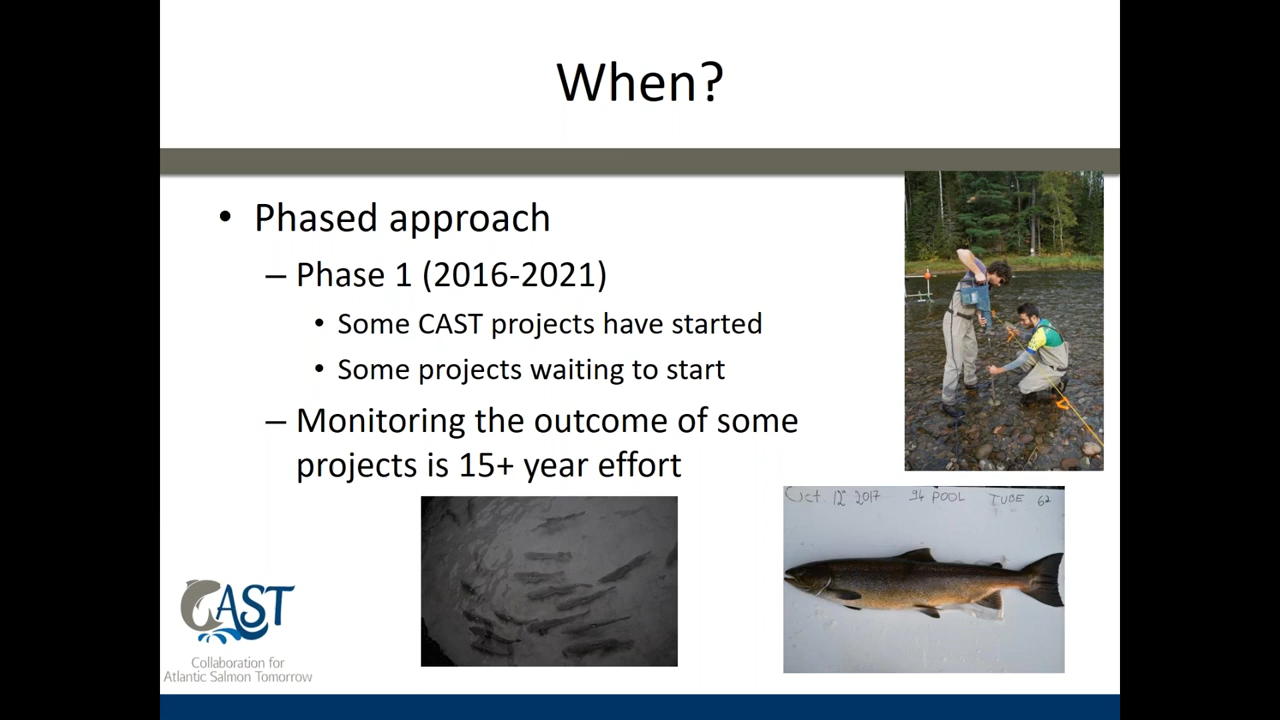 When?
• Phased approach
– Phase 1 (2016-2021)
• Some CAST projects have started
• Some projects waiting to start
– Monitoring the outcome of some
projects is 15+ year effort
Oct 12 2017 94 POOL TUBE 62
CAST
Collaboration for
Atlantic Salmon Tomorrow